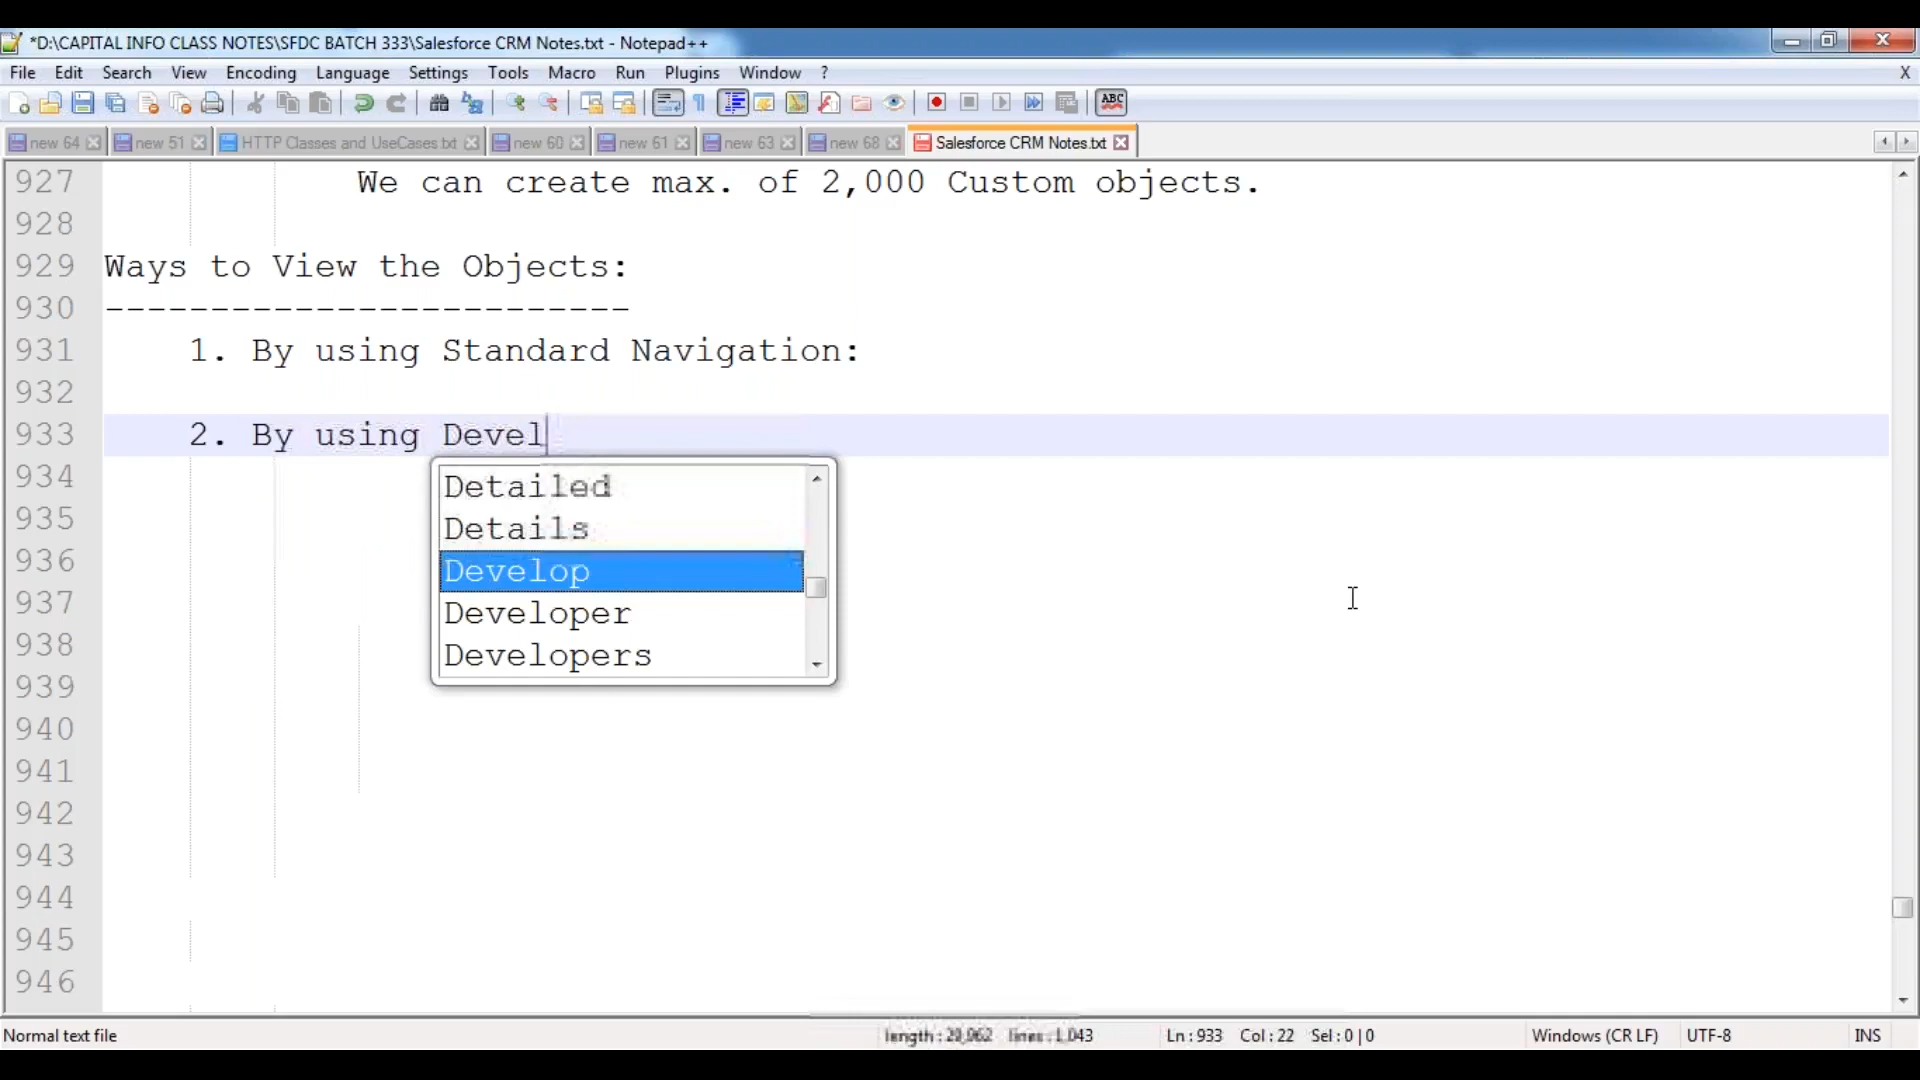 *D:\CAPITAL INFO CLASS NOTES\SFDC BATCH 333\Salesforce CRM Notes.txt - Notepad++
File Edit Search View Encoding Language Settings Tools Macro Run Plugins Window ? X
ABC
new 64 new 51 HTTP Classes and UseCases.txt new 60 new 61 new 63 new 68 Salesforce CRM Notes.txt
927 We can create max. of 2,000 Custom objects.
928
929 Ways to View the Objects:
930 -------------------------
931 1. By using Standard Navigation:
932
933 2. By using Devel
934 Detailed
935 Details
936 Develop
937 Developer
938 Developers
939
940
941
942
943
944
945
946
Normal text file length : lines : 1,043 Ln : 933 Col : 22 Sel : 0 | 0 Windows (CR LF) UTF-8 INS